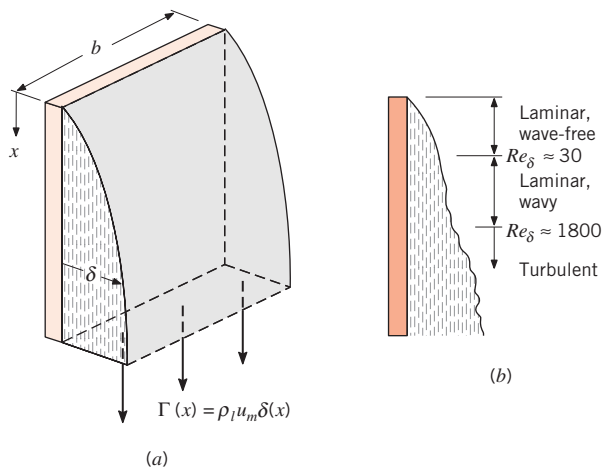 b
x
δ
Γ (x) = ρ_l u_m δ(x)
(a)
Laminar,
wave-free
Re_δ ≈ 30
Laminar,
wavy
Re_δ ≈ 1800
Turbulent
(b)